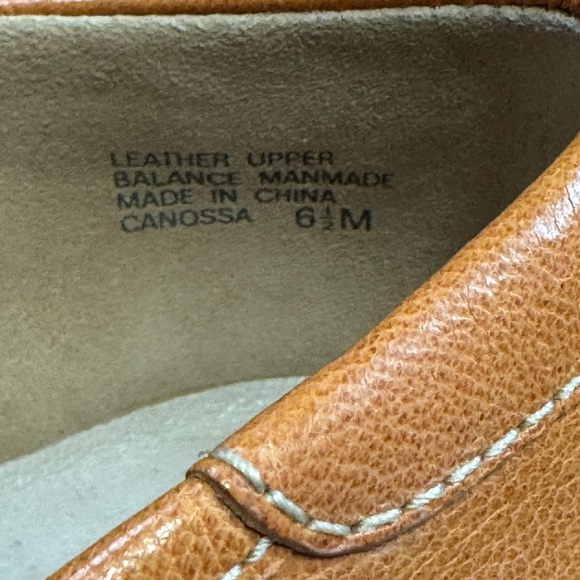 LEATHER UPPER
BALANCE MANMADE
MADE IN CHINA
CANOSSA 6½M